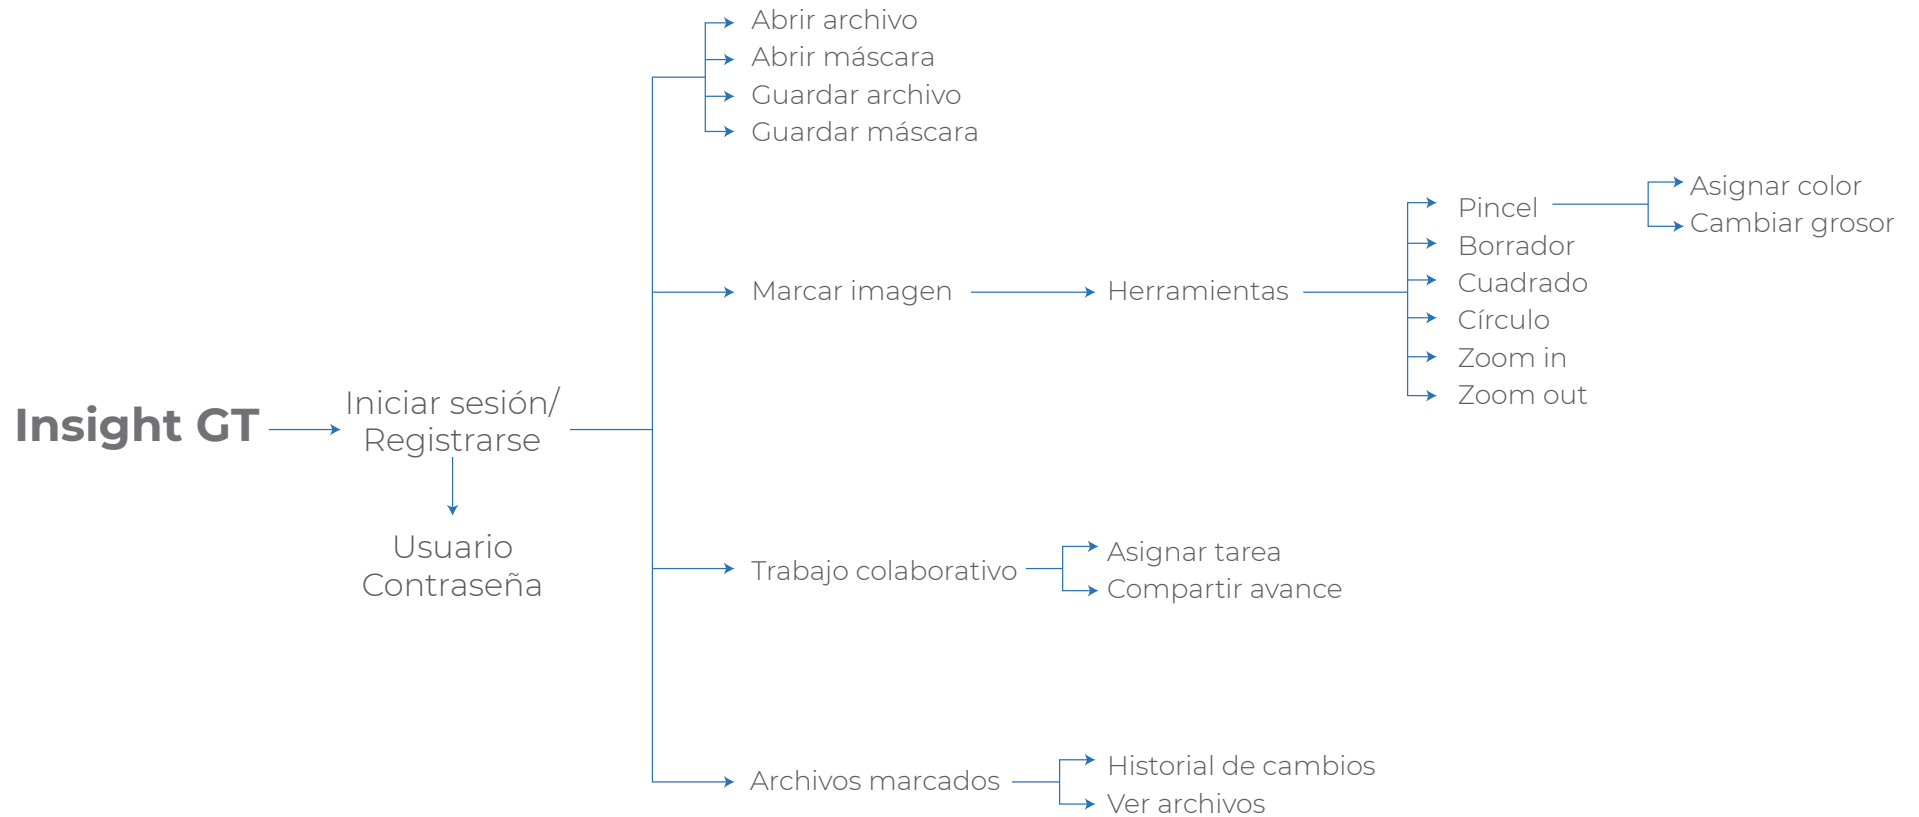 Insight GT
Iniciar sesión/
Registrarse
Usuario
Contraseña
Abrir archivo
Abrir máscara
Guardar archivo
Guardar máscara
Marcar imagen
Herramientas
Pincel
Borrador
Cuadrado
Círculo
Zoom in
Zoom out
Asignar color
Cambiar grosor
Trabajo colaborativo
Asignar tarea
Compartir avance
Archivos marcados
Historial de cambios
Ver archivos